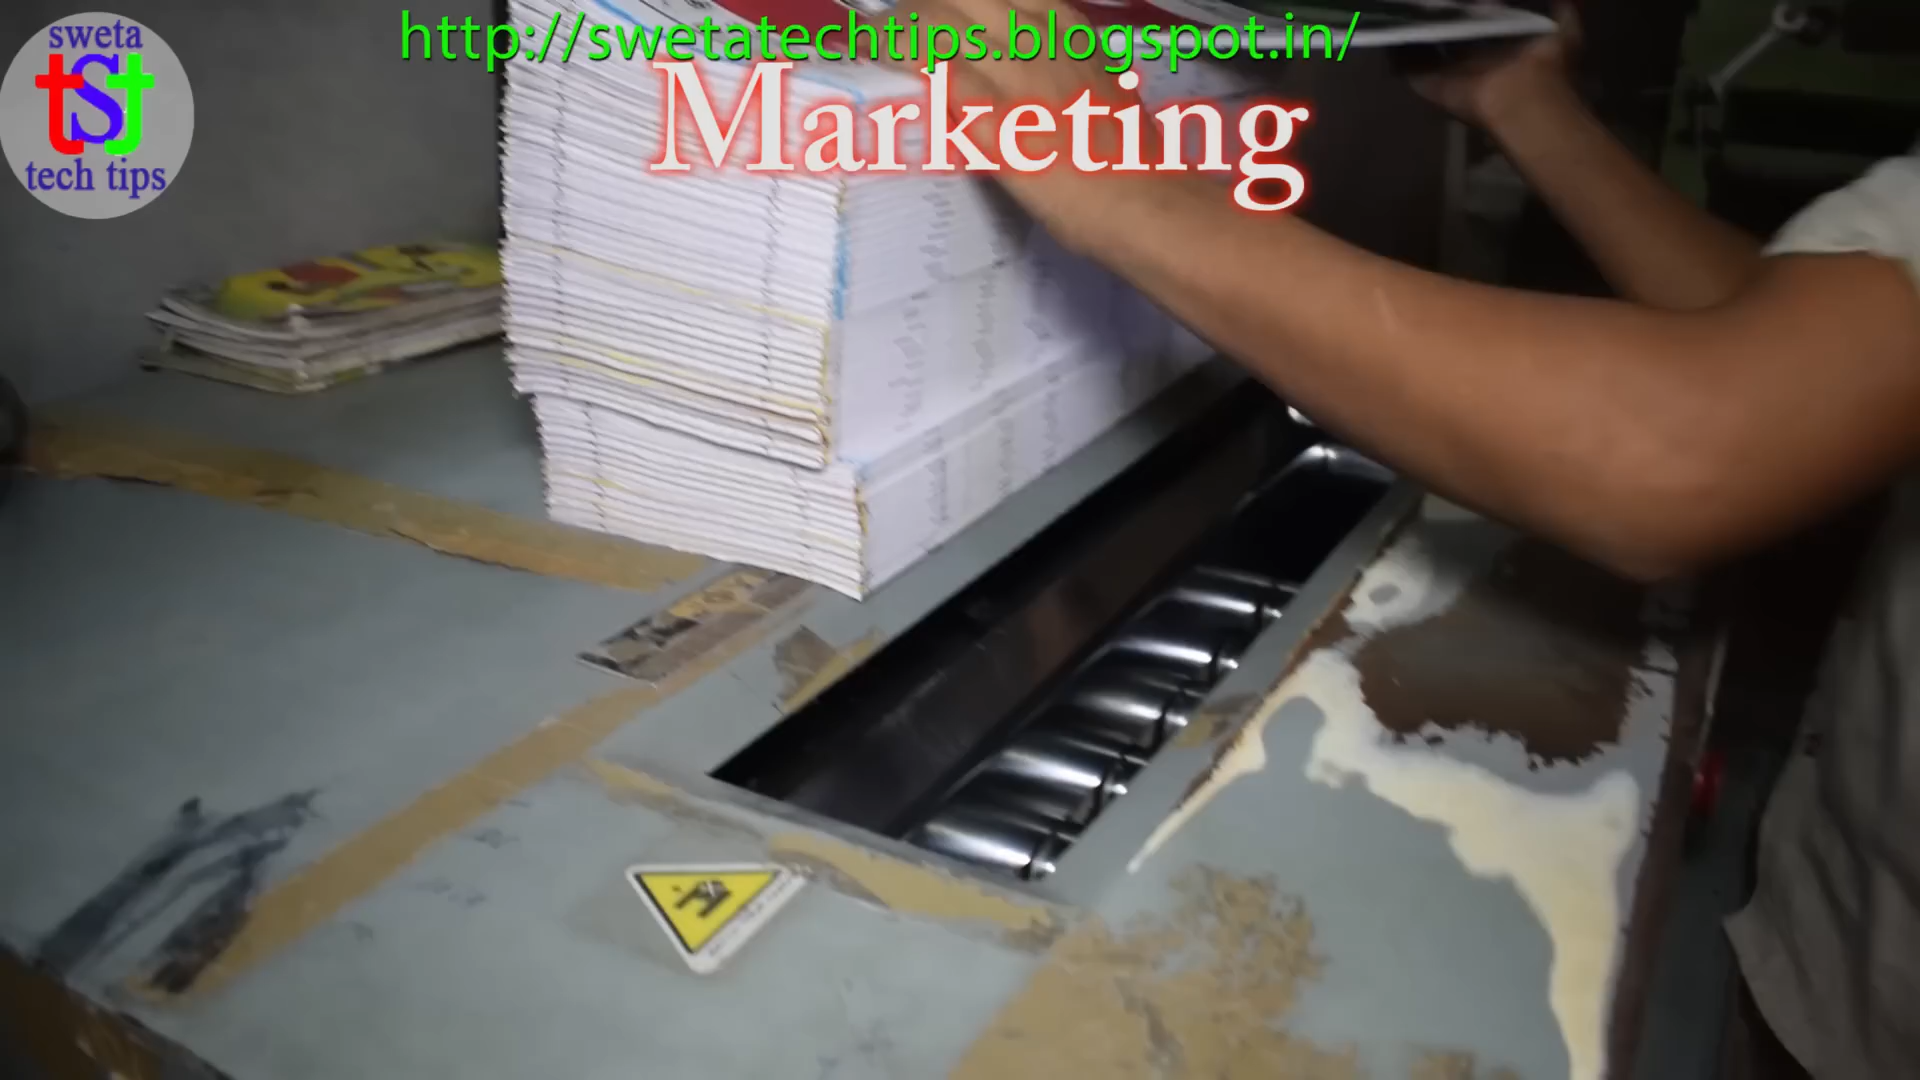 sweta
tSt
tech tips
http://swetatechtips.blogspot.in/
Marketing